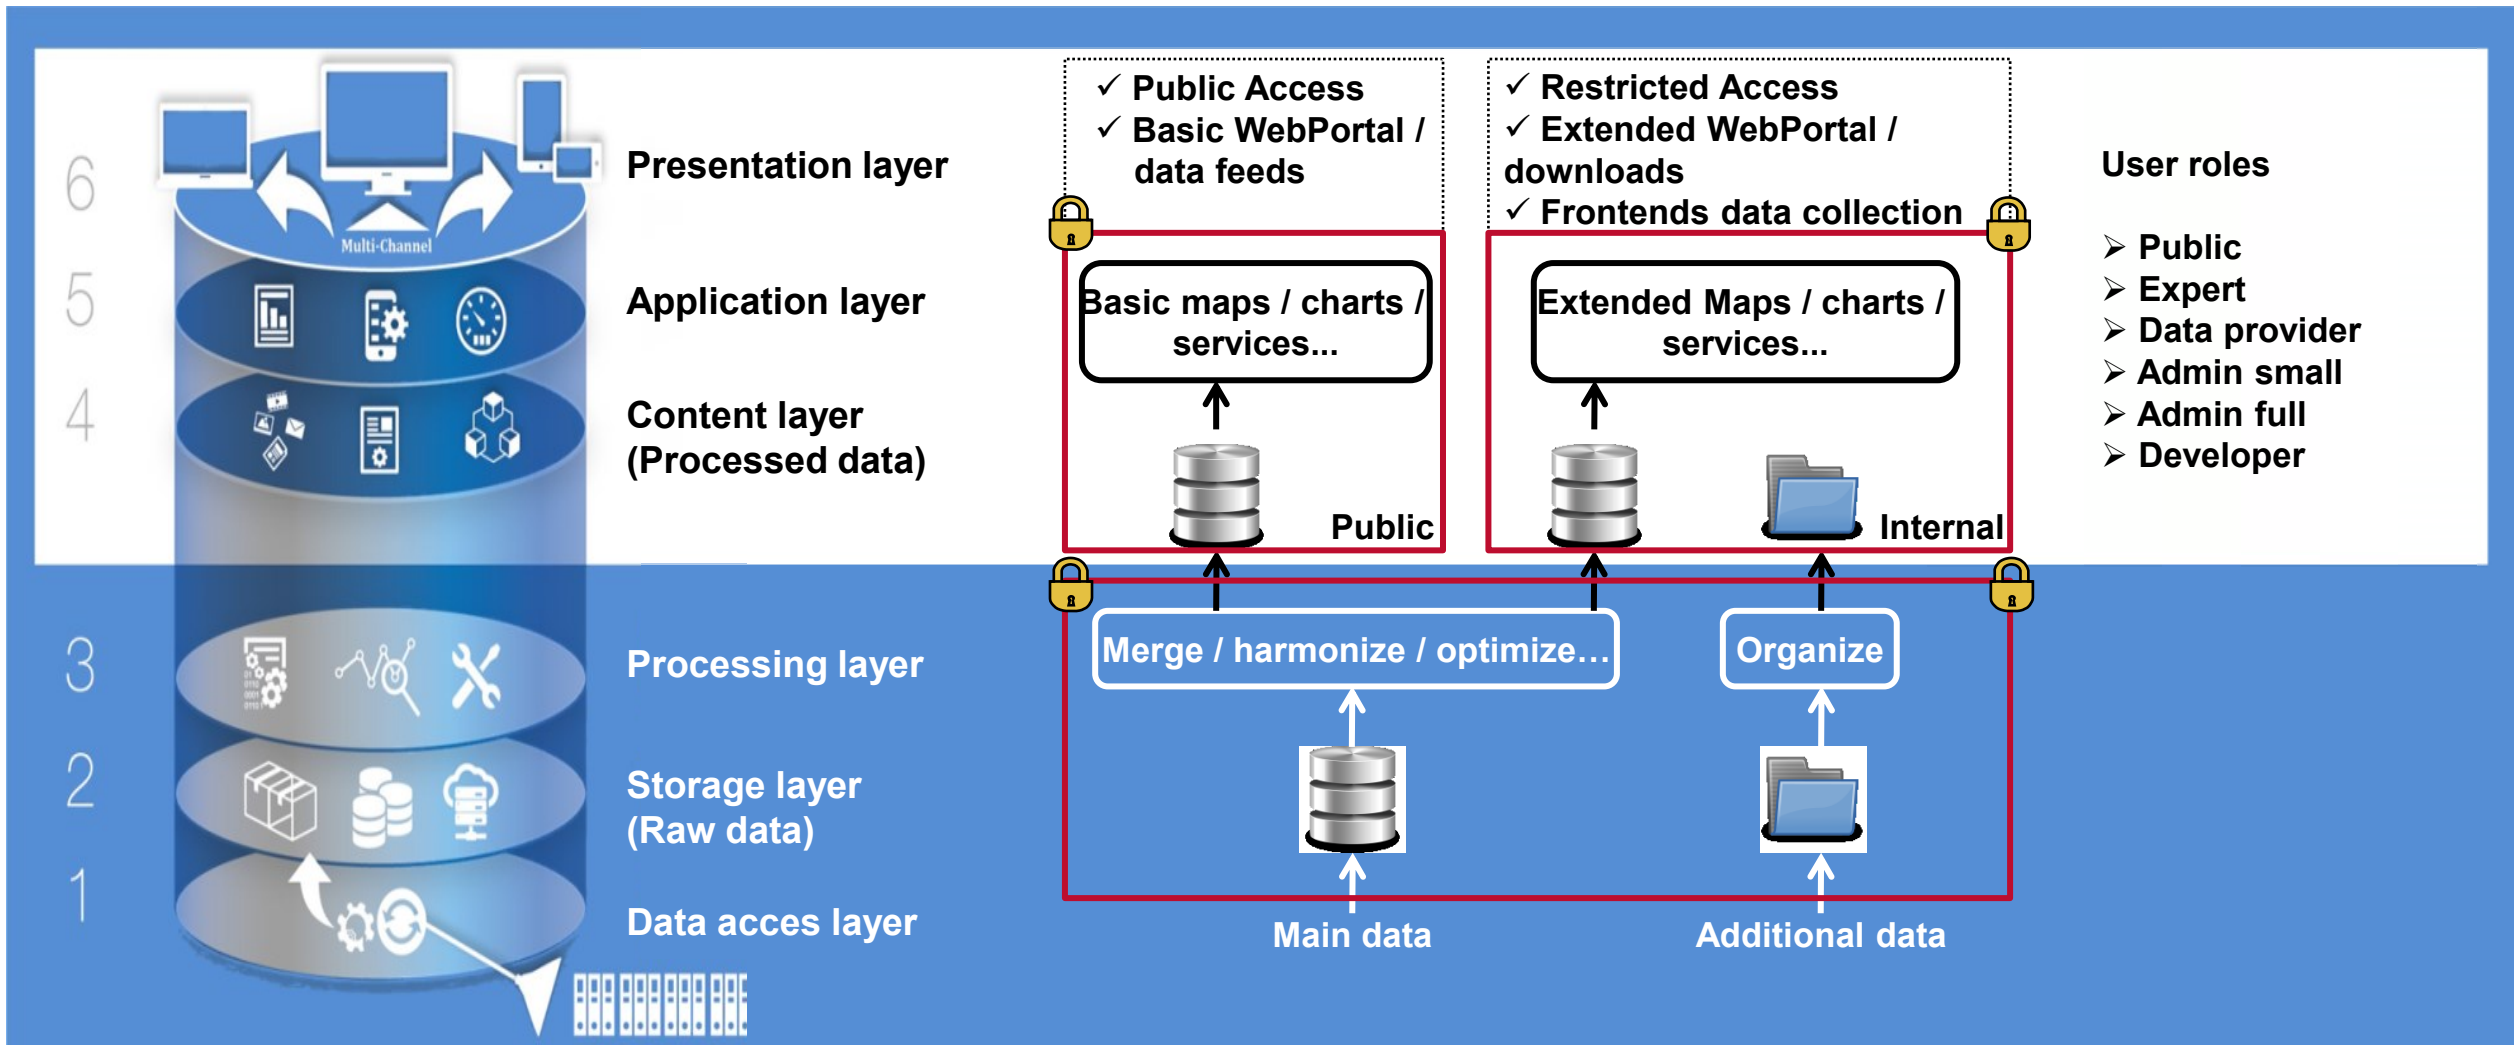 6
Multi-Channel
Presentation layer
✓ Public Access
✓ Basic WebPortal /
data feeds
✓ Restricted Access
✓ Extended WebPortal /
downloads
✓ Frontends data collection
User roles
➢ Public
➢ Expert
➢ Data provider
➢ Admin small
➢ Admin full
➢ Developer
5
Application layer
Basic maps / charts /
services...
Extended Maps / charts /
services...
4
Content layer
(Processed data)
Public
Internal
3
Processing layer
Merge / harmonize / optimize…
Organize
2
Storage layer
(Raw data)
1
Data acces layer
Main data
Additional data